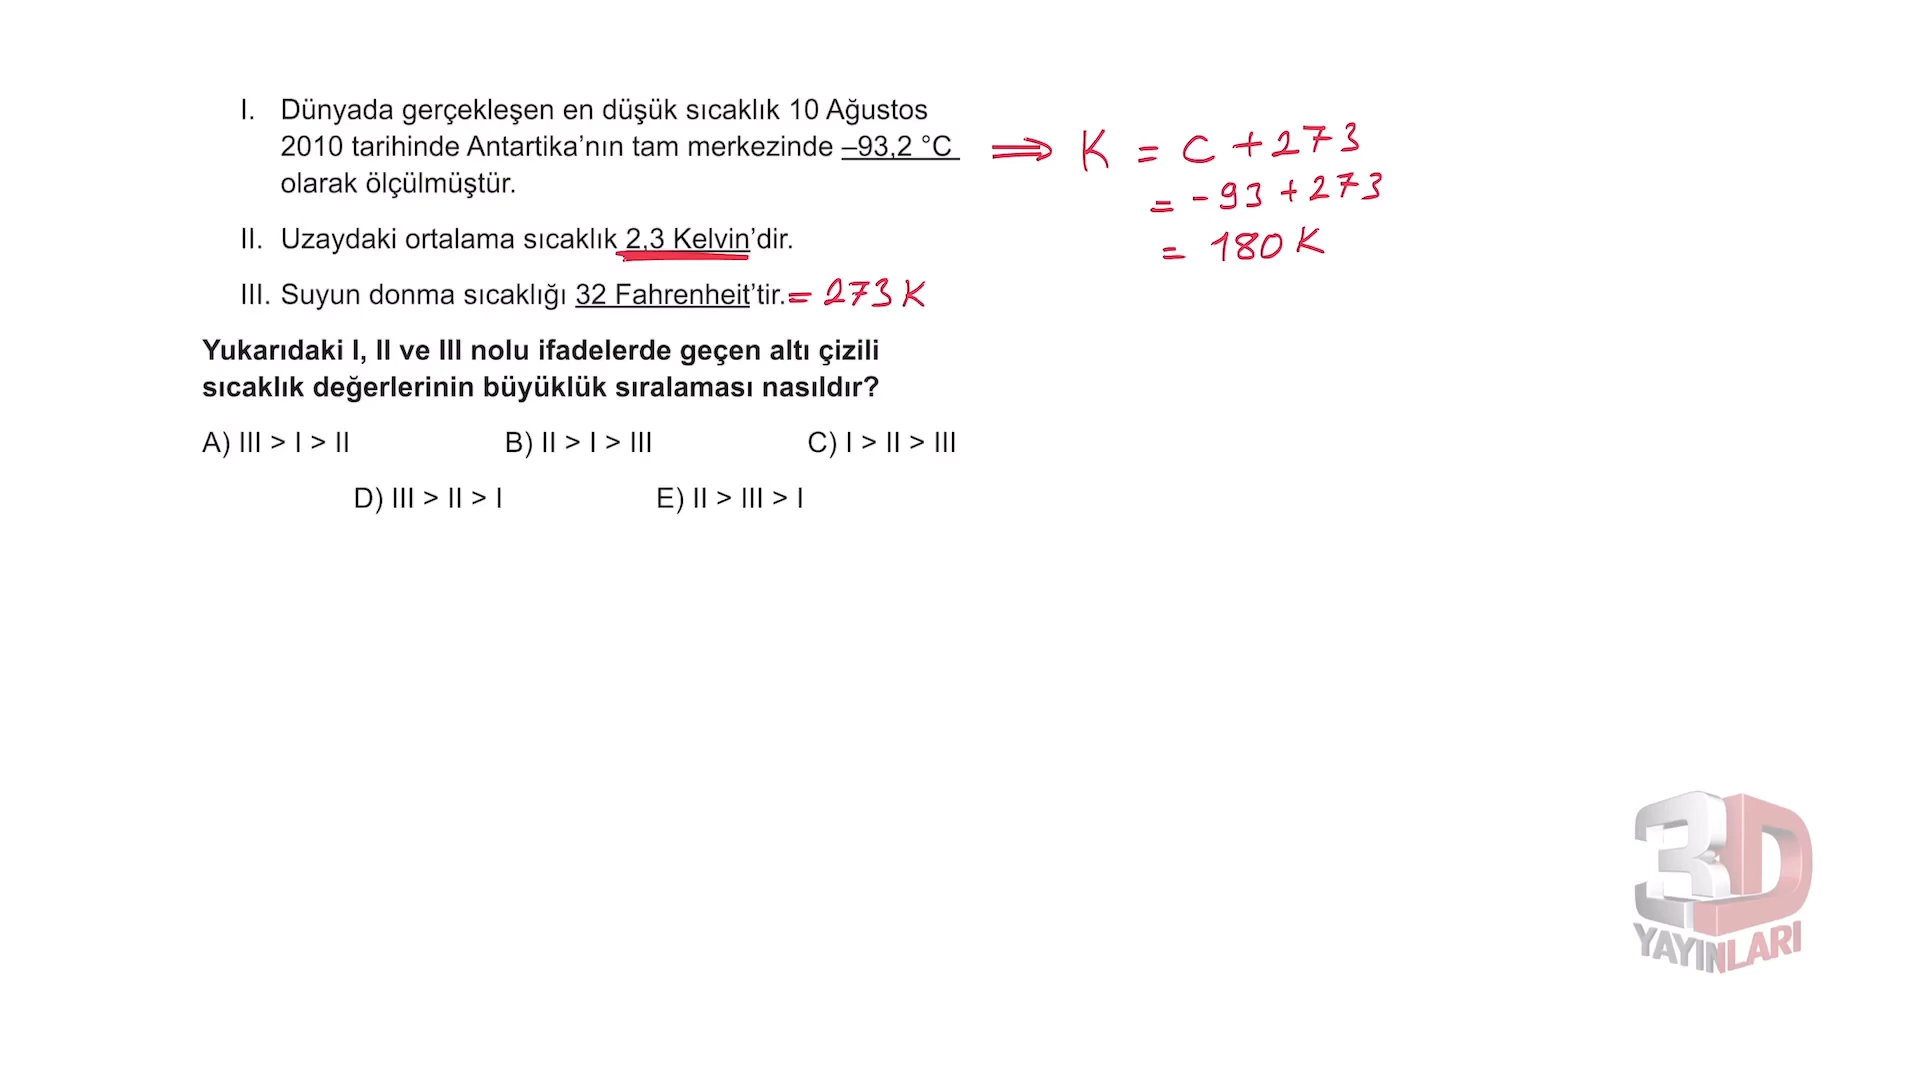 I. Dünyada gerçekleşen en düşük sıcaklık 10 Ağustos
2010 tarihinde Antartika’nın tam merkezinde –93,2 °C
olarak ölçülmüştür.
⇒ K = C + 273
= - 93 + 273
= 180 K
II. Uzaydaki ortalama sıcaklık 2,3 Kelvin’dir.
III. Suyun donma sıcaklığı 32 Fahrenheit’tir. = 273 K
Yukarıdaki I, II ve III nolu ifadelerde geçen altı çizili
sıcaklık değerlerinin büyüklük sıralaması nasıldır?
A) III > I > II B) II > I > III C) I > II > III
D) III > II > I E) II > III > I
3D
YAYINLARI